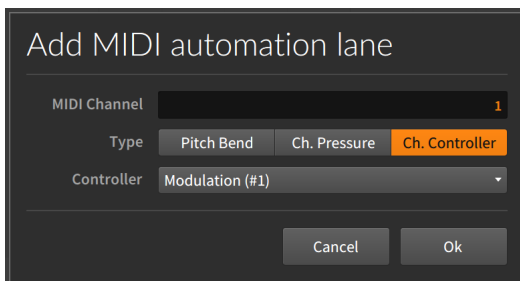 Add MIDI automation lane
MIDI Channel 1
Type Pitch Bend Ch. Pressure Ch. Controller
Controller Modulation (#1)
Cancel Ok